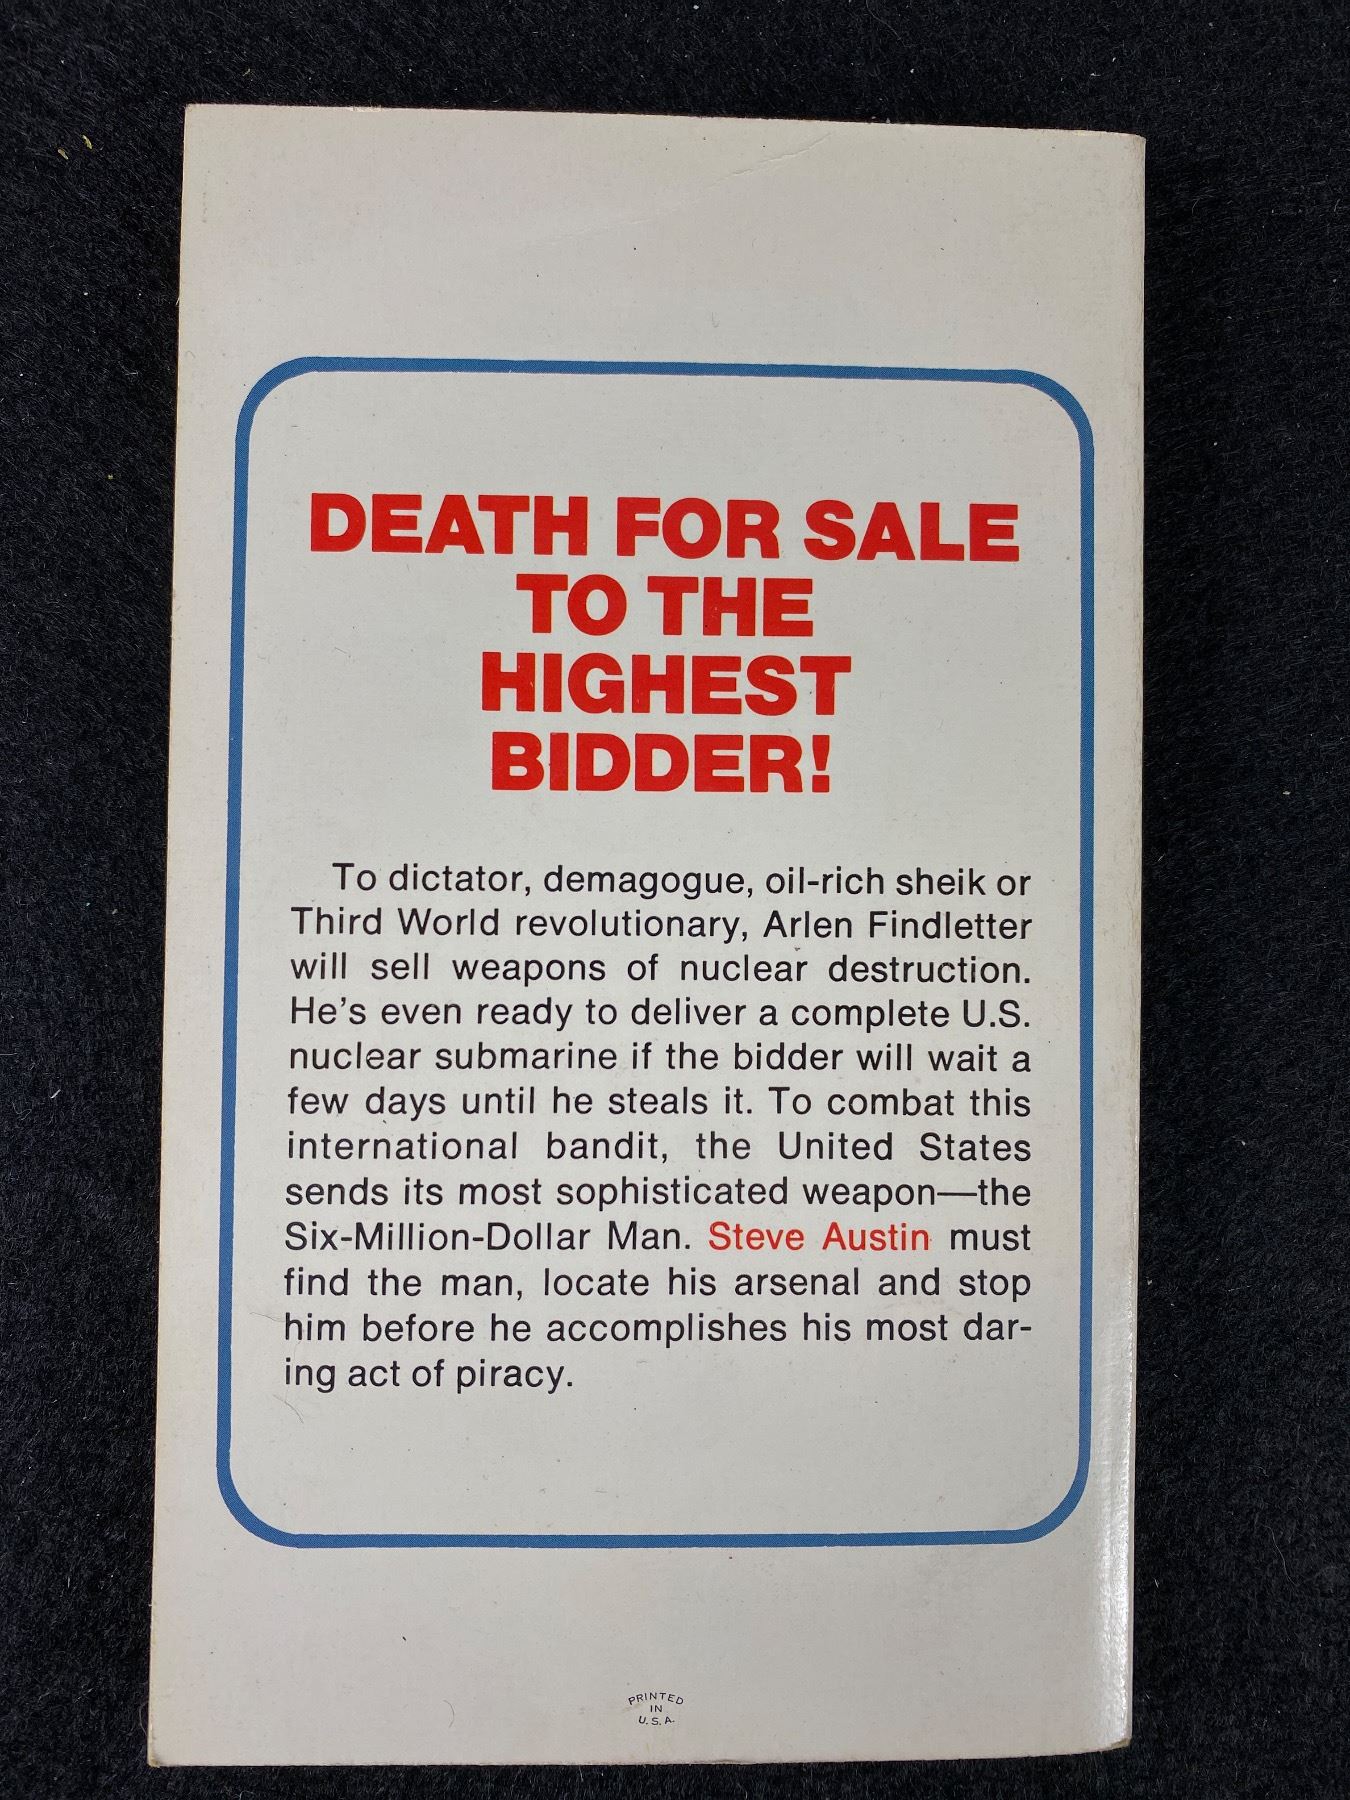 DEATH FOR SALE
TO THE
HIGHEST
BIDDER!
To dictator, demagogue, oil-rich sheik or
Third World revolutionary, Arlen Findletter
will sell weapons of nuclear destruction.
He's even ready to deliver a complete U.S.
nuclear submarine if the bidder will wait a
few days until he steals it. To combat this
international bandit, the United States
sends its most sophisticated weapon—the
Six-Million-Dollar Man. Steve Austin must
find the man, locate his arsenal and stop
him before he accomplishes his most dar-
ing act of piracy.
PRINTED
IN
U.S.A.